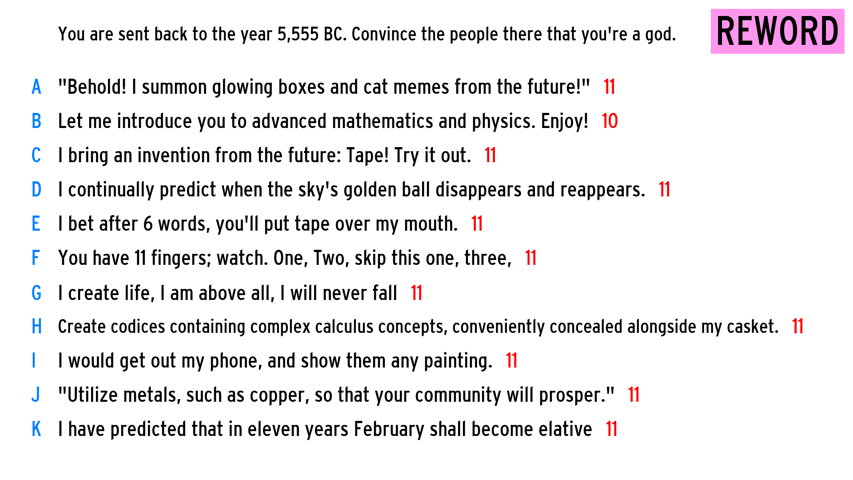 You are sent back to the year 5,555 BC. Convince the people there that you're a god.
REWORD
A "Behold! I summon glowing boxes and cat memes from the future!" 11
B Let me introduce you to advanced mathematics and physics. Enjoy! 10
C I bring an invention from the future: Tape! Try it out. 11
D I continually predict when the sky's golden ball disappears and reappears. 11
E I bet after 6 words, you'll put tape over my mouth. 11
F You have 11 fingers; watch. One, Two, skip this one, three, 11
G I create life, I am above all, I will never fall 11
H Create codices containing complex calculus concepts, conveniently concealed alongside my casket. 11
I I would get out my phone, and show them any painting. 11
J "Utilize metals, such as copper, so that your community will prosper." 11
K I have predicted that in eleven years February shall become elative 11